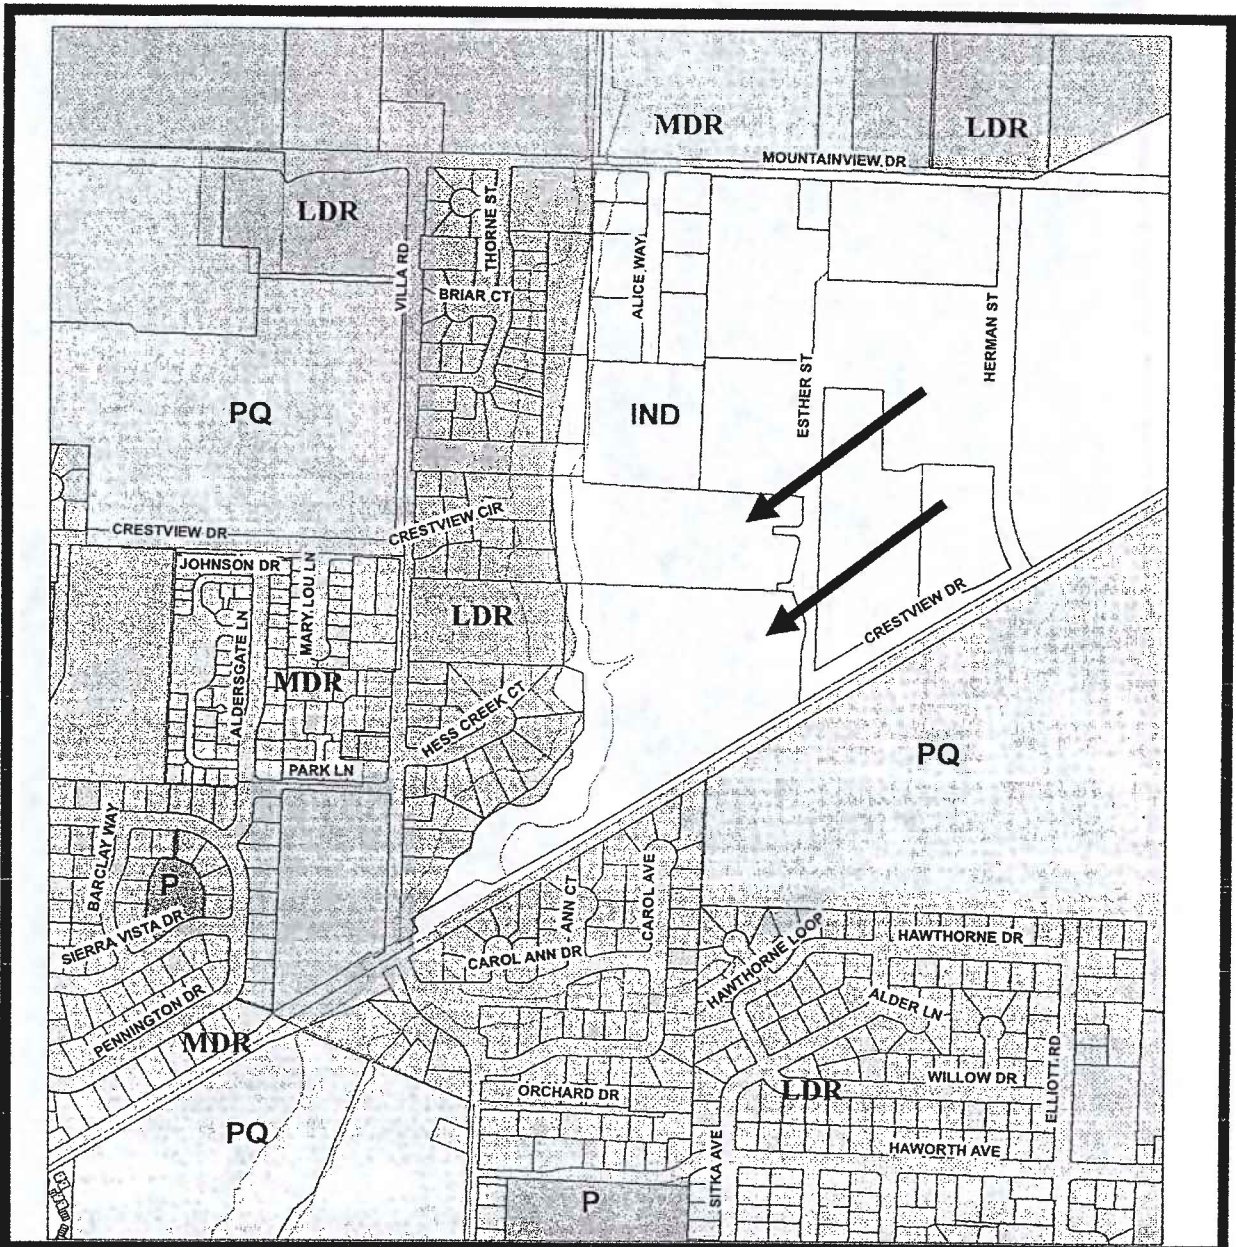 MDR
LDR
MOUNTAINVIEW DR
LDR
THORNE ST
VILLA RD
ALICE WAY
BRIAR CT
HERMAN ST
ESTHER ST
PQ
IND
CRESTVIEW DR
CRESTVIEW CIR
JOHNSON DR
MARY LOU LN
ALDERSGATE LN
LDR
CRESTVIEW DR
MDR
HESS CREEK CT
PARK LN
PQ
BARCLAY WAY
P
SIERRA VISTA DR
ANN CT
CAROL AVE
CAROL ANN DR
HAWTHORNE LOOP
HAWTHORNE DR
PENNINGTON DR
ALDER LN
MDR
ELLIOTT RD
WILLOW DR
ORCHARD DR
LDR
PQ
HAWORTH AVE
SITKA AVE
P